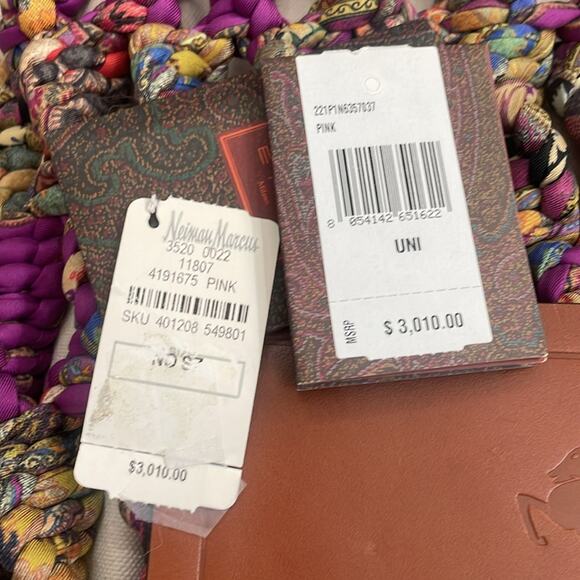 221P1N6357037
PINK
8 054142 651622
UNI
MSRP $ 3,010.00
Neiman Marcus
3520 0022
11807
4191675 PINK
SKU 401208 549801
$3,010.00